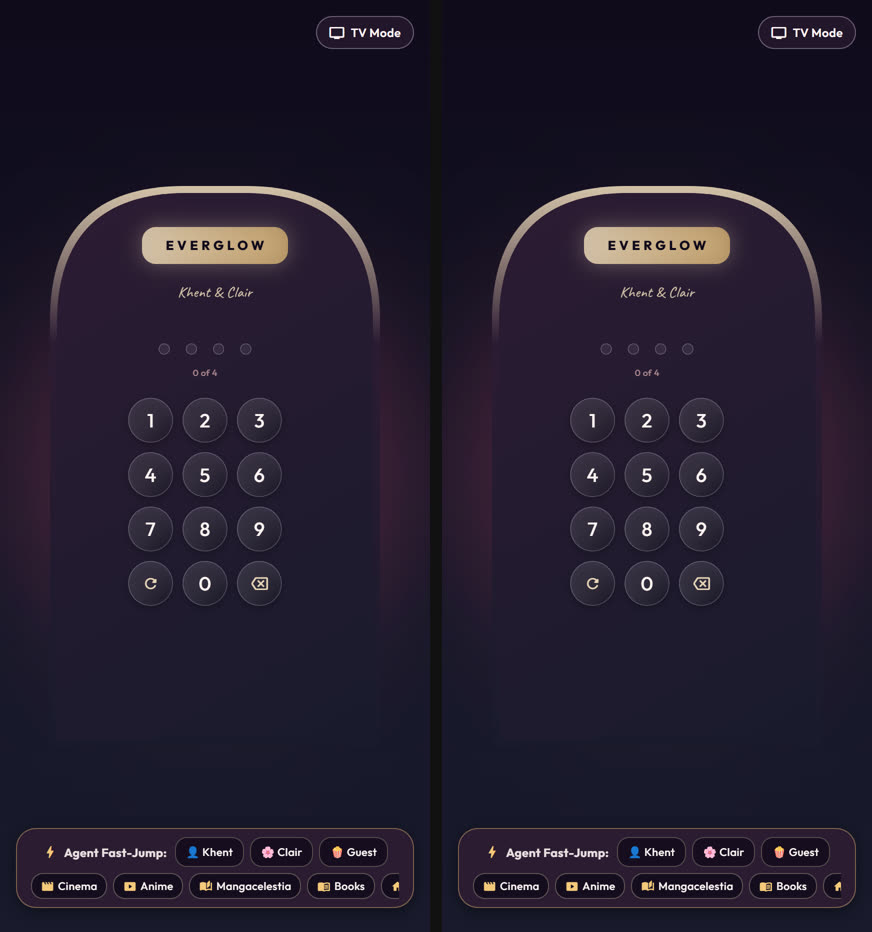 TV Mode
EVERGLOW
Khent & Clair
0 of 4
1 2 3
4 5 6
7 8 9
0
Agent Fast-Jump: Khent Clair Guest
Cinema Anime Mangacelestia Books
TV Mode
EVERGLOW
Khent & Clair
0 of 4
1 2 3
4 5 6
7 8 9
0
Agent Fast-Jump: Khent Clair Guest
Cinema Anime Mangacelestia Books